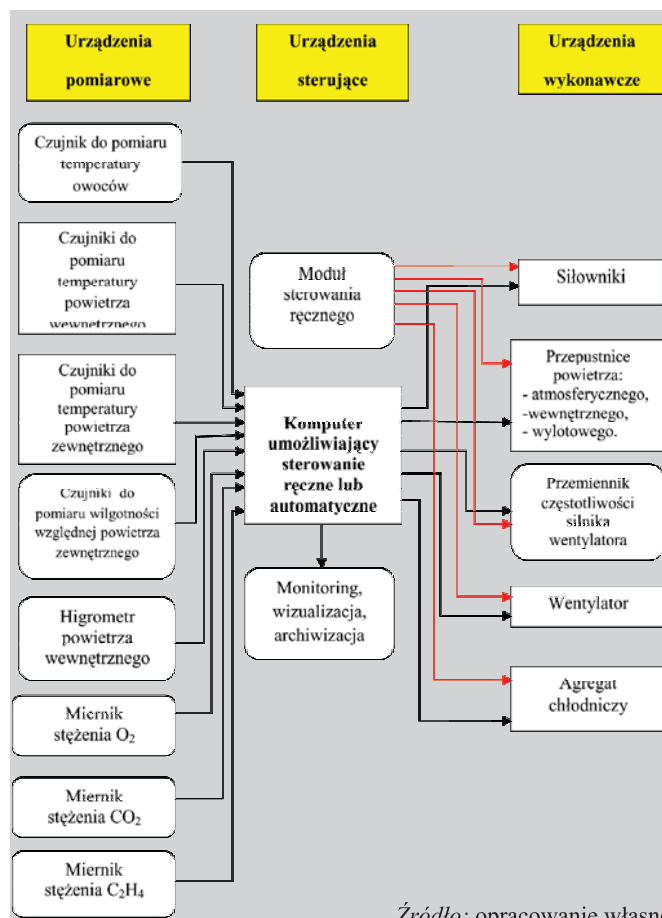 Urządzenia
pomiarowe
Urządzenia
sterujące
Urządzenia
wykonawcze
Czujnik do pomiaru
temperatury
owoców
Czujniki do
pomiaru
temperatury
powietrza
wewnętrznego
Czujniki do
pomiaru
temperatury
powietrza
zewnętrznego
Czujniki do
pomiaru wilgotności
względnej powietrza
zewnętrznego
Higrometr
powietrza
wewnętrznego
Miernik
stężenia O₂
Miernik
stężenia CO₂
Miernik
stężenia C₂H₄
Moduł
sterowania
ręcznego
Komputer
umożliwiający
sterowanie
ręczne lub
automatyczne
Monitoring,
wizualizacja,
archiwizacja
Siłowniki
Przepustnice
powietrza:
- atmosferycznego,
-wewnętrznego,
- wylotowego.
Przemiennik
częstotliwości
silnika
wentylatora
Wentylator
Agregat
chłodniczy
Źródło: opracowanie własne